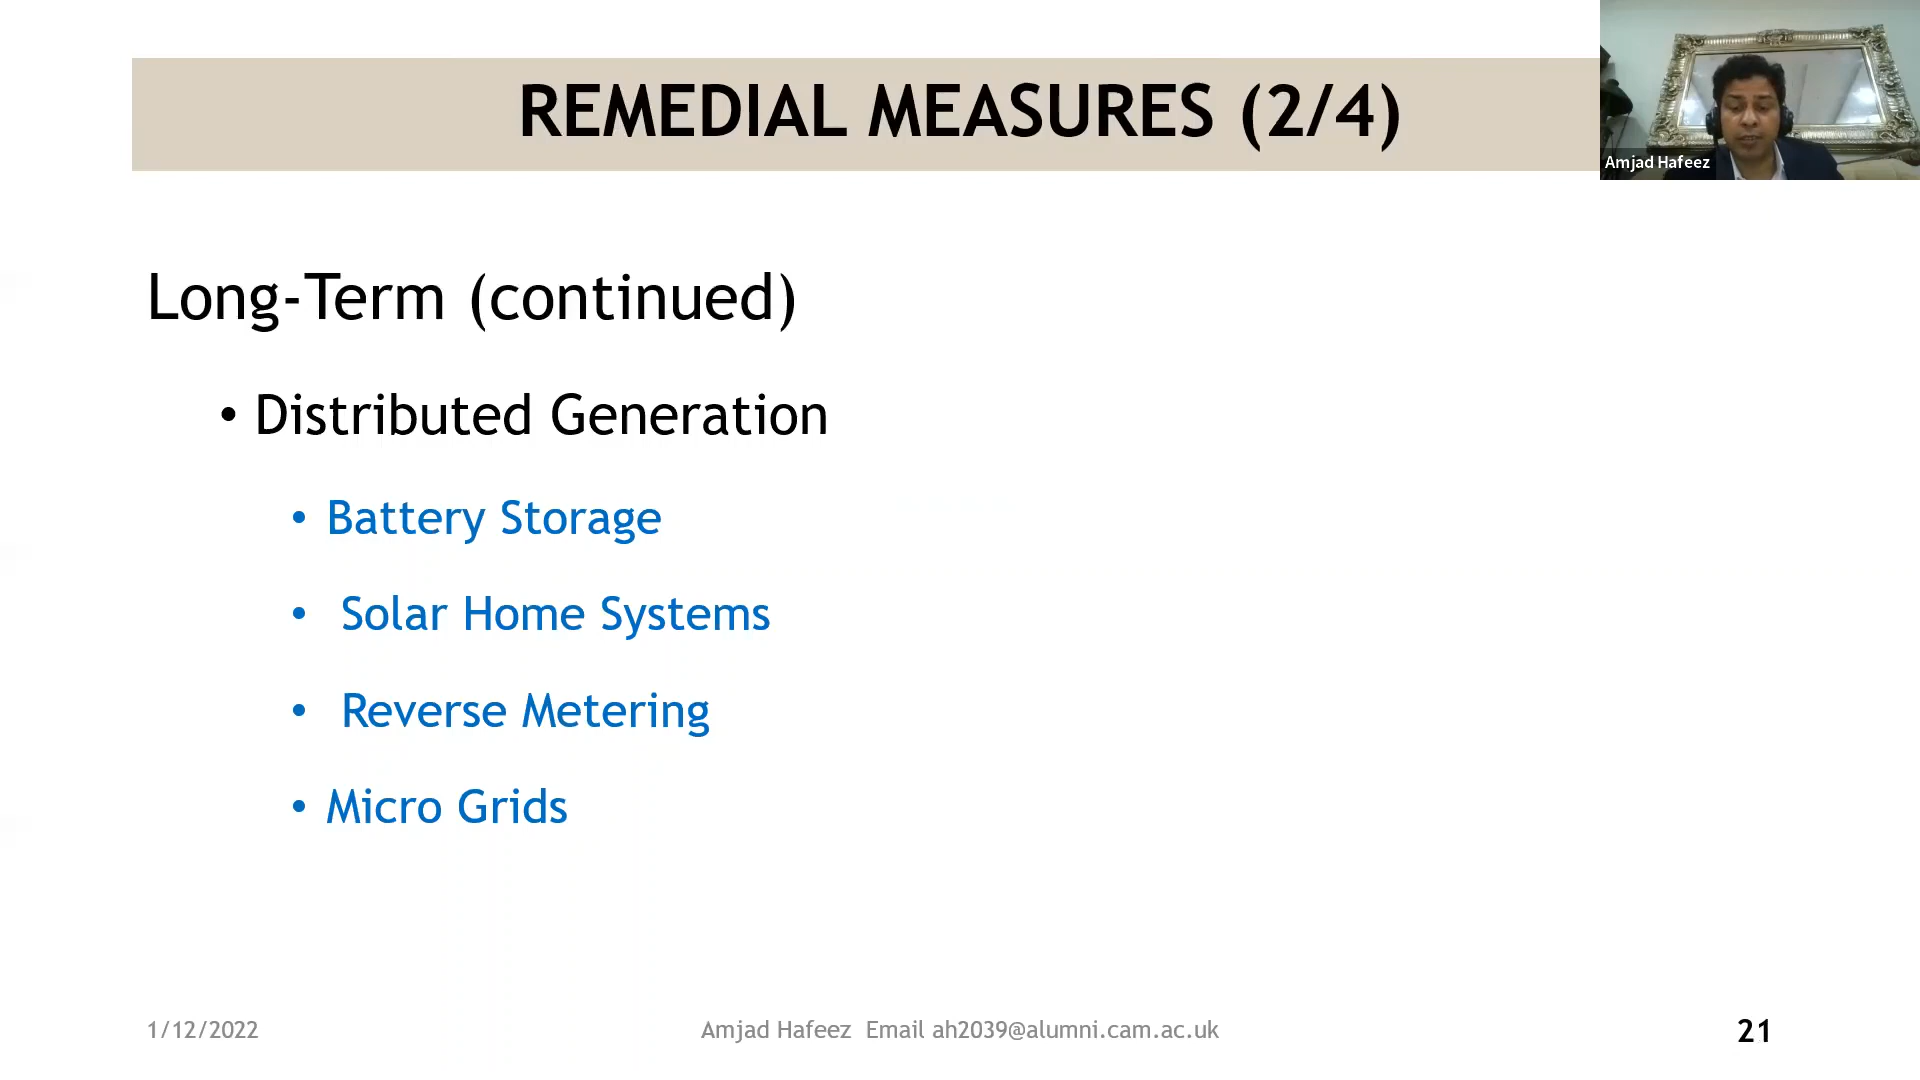 REMEDIAL MEASURES (2/4)
Amjad Hafeez
Long-Term (continued)
• Distributed Generation
• Battery Storage
• Solar Home Systems
• Reverse Metering
• Micro Grids
1/12/2022
Amjad Hafeez Email ah2039@alumni.cam.ac.uk
21